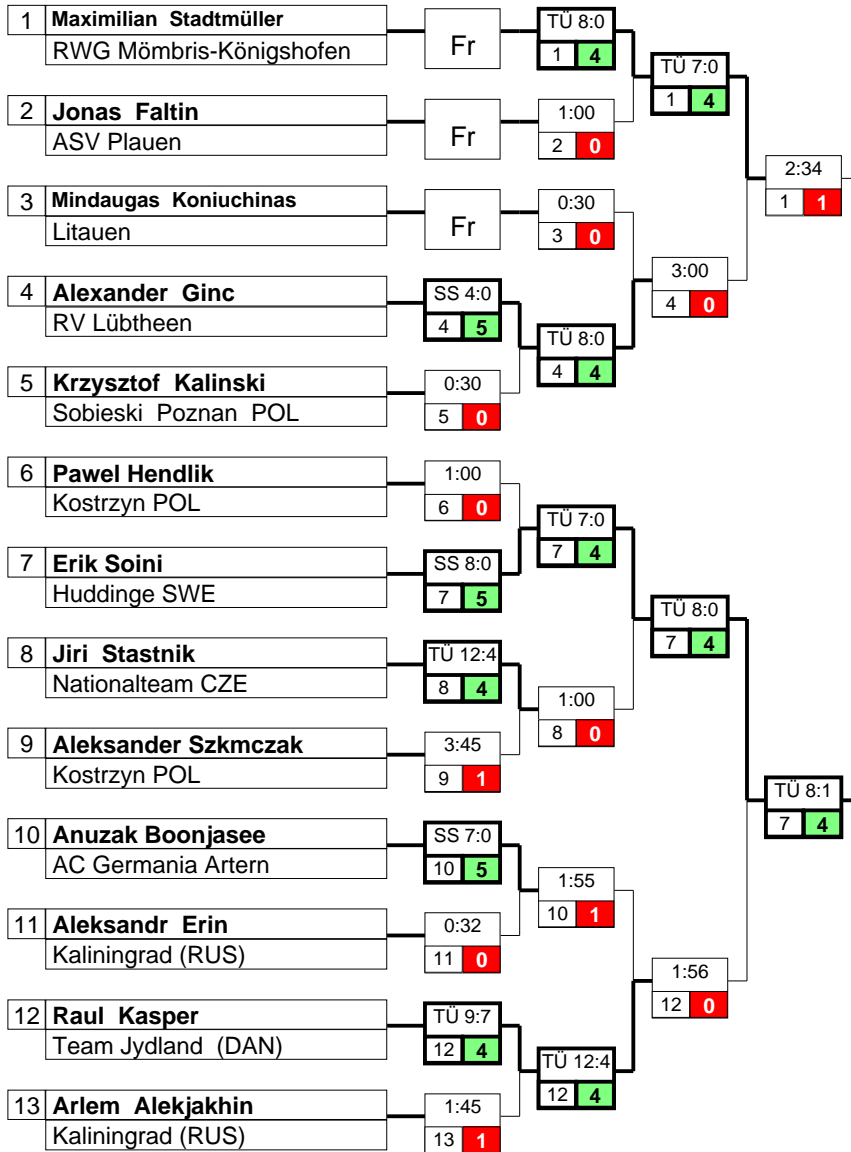 1 Maximilian Stadtmüller
RWG Mömbris-Königshofen
Fr
TÜ 8:0
1 4
TÜ 7:0
1 4
2 Jonas Faltin
ASV Plauen
Fr
1:00
2 0
2:34
1 1
3 Mindaugas Koniuchinas
Litauen
Fr
0:30
3 0
3:00
4 0
4 Alexander Ginc
RV Lübtheen
SS 4:0
4 5
TÜ 8:0
4 4
5 Krzysztof Kalinski
Sobieski Poznan POL
0:30
5 0
6 Pawel Hendlik
Kostrzyn POL
1:00
6 0
TÜ 7:0
7 4
7 Erik Soini
Huddinge SWE
SS 8:0
7 5
TÜ 8:0
7 4
8 Jiri Stastnik
Nationalteam CZE
TÜ 12:4
8 4
1:00
8 0
9 Aleksander Szkmczak
Kostrzyn POL
3:45
9 1
TÜ 8:1
7 4
10 Anuzak Boonjasee
AC Germania Artern
SS 7:0
10 5
1:55
10 1
11 Aleksandr Erin
Kaliningrad (RUS)
0:32
11 0
1:56
12 0
12 Raul Kasper
Team Jydland (DAN)
TÜ 9:7
12 4
TÜ 12:4
12 4
13 Arlem Alekjakhin
Kaliningrad (RUS)
1:45
13 1